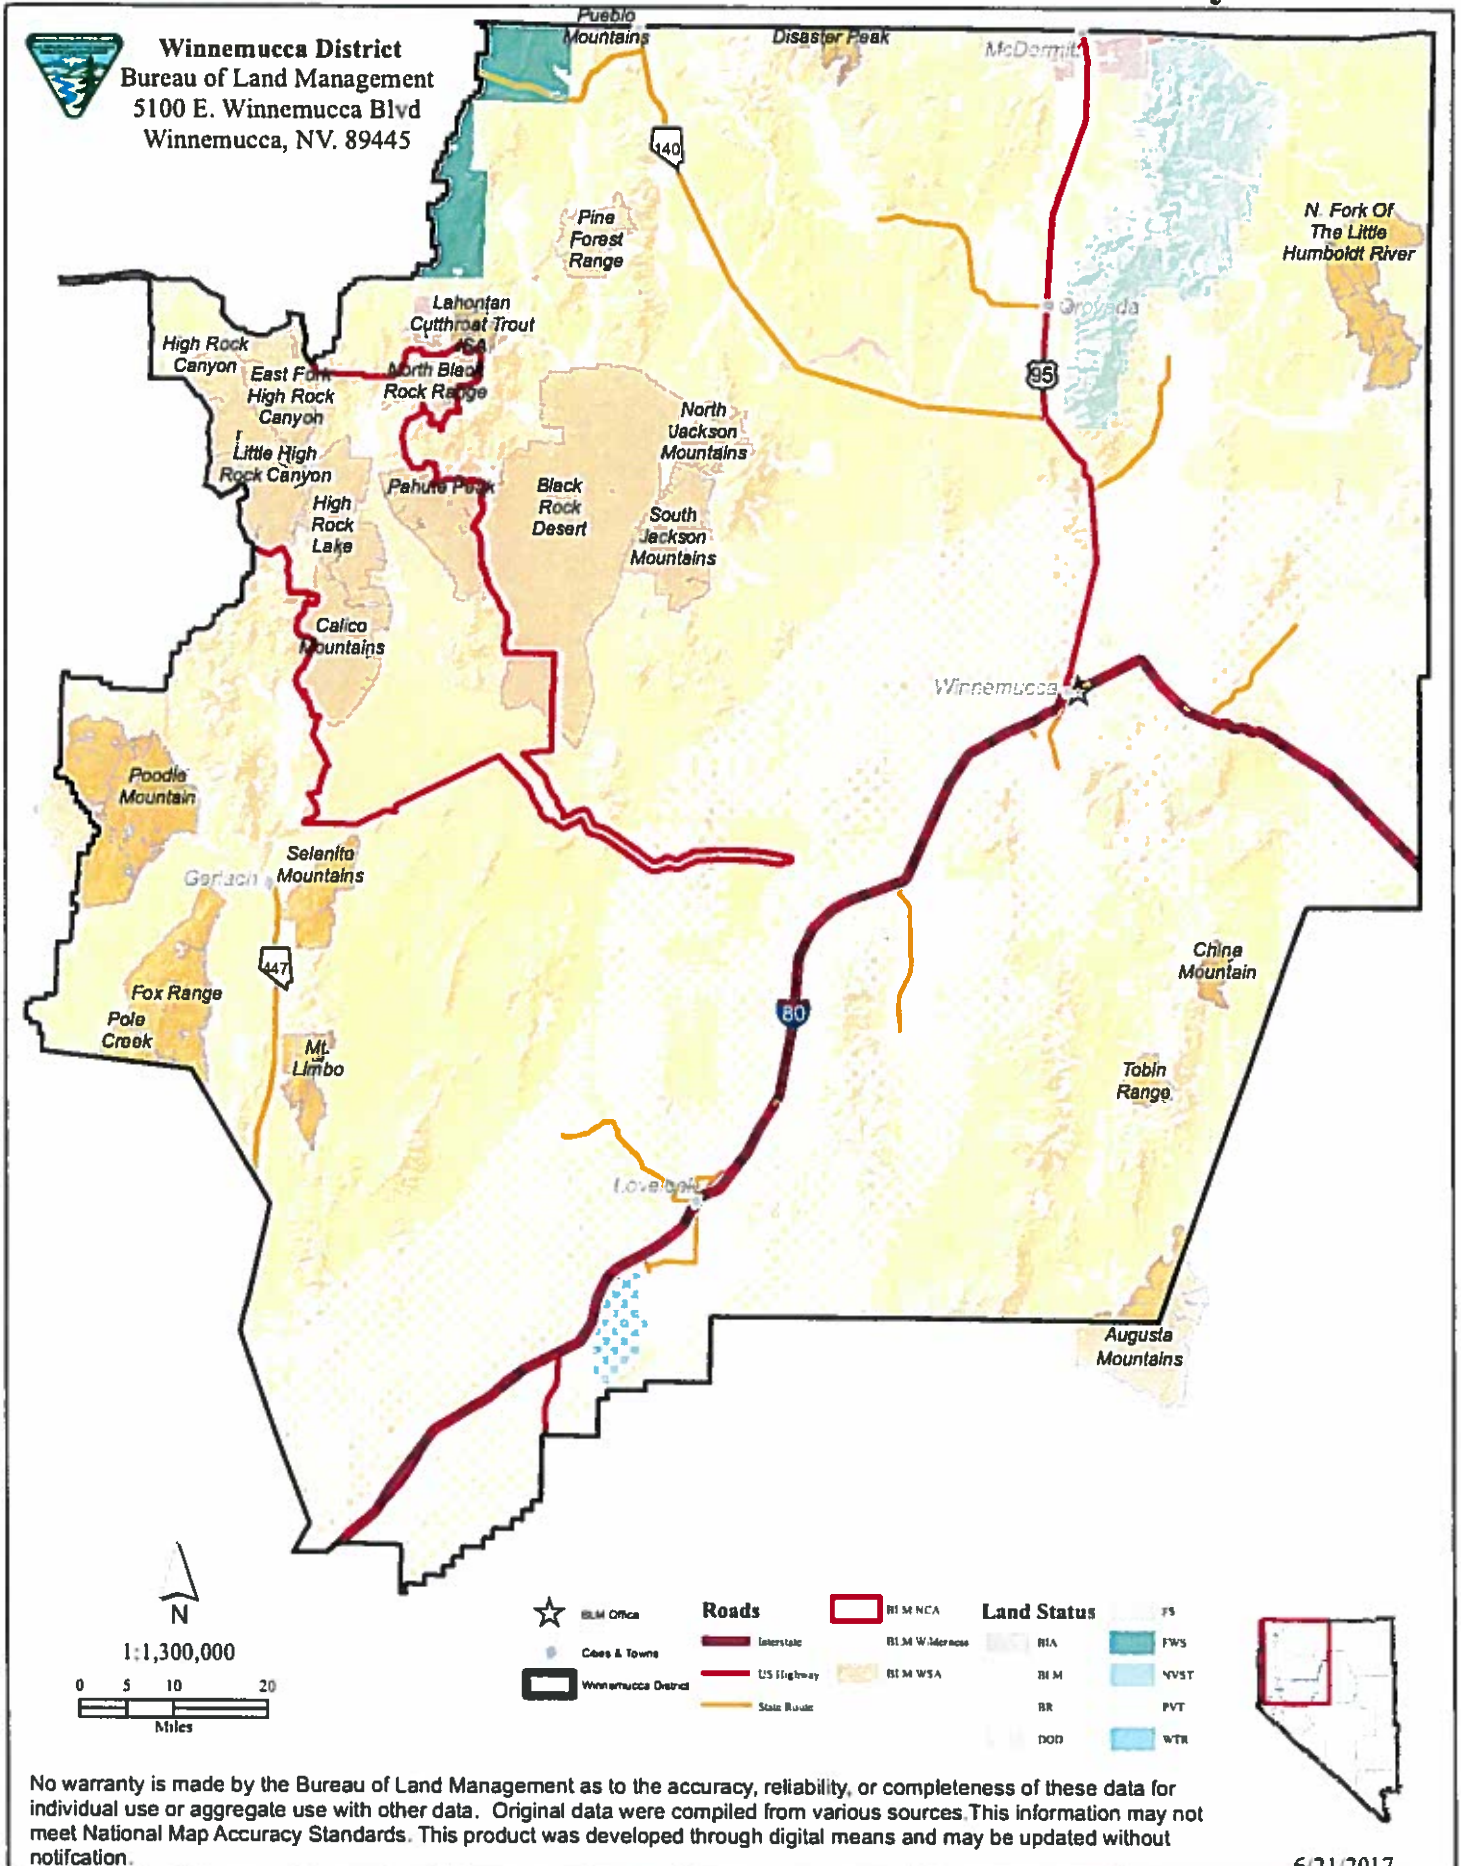 Winnemucca District
Bureau of Land Management
5100 E. Winnemucca Blvd
Winnemucca, NV. 89445
Pueblo
Mountains
Disaster Peak
McDermit
140
Pine
Forest
Range
N. Fork Of
The Little
Humboldt River
Lahontan
Cutthroat Trout
ISA
Orovada
High Rock
Canyon
East Fork
High Rock
Canyon
North Black
Rock Range
95
North
Jackson
Mountains
Little High
Rock Canyon
Pahute Peak
Black
Rock
Desert
High
Rock
Lake
South
Jackson
Mountains
Calico
Mountains
Winnemucca
Poodle
Mountain
Selenite
Mountains
Gerlach
447
China
Mountain
Fox Range
Pole
Creek
80
Mt.
Limbo
Tobin
Range
Lovelock
Augusta
Mountains
N
1:1,300,000
0 5 10 20
Miles
BLM Office
Cities & Towns
Winnemucca District
Roads
Interstate
US Highway
State Route
BLM NCA
BLM Wilderness
BLM WSA
Land Status
BIA
BLM
BR
DOD
FS
FWS
NVST
PVT
WTR
No warranty is made by the Bureau of Land Management as to the accuracy, reliability, or completeness of these data for
individual use or aggregate use with other data. Original data were compiled from various sources. This information may not
meet National Map Accuracy Standards. This product was developed through digital means and may be updated without
notifcation.
6/21/2017